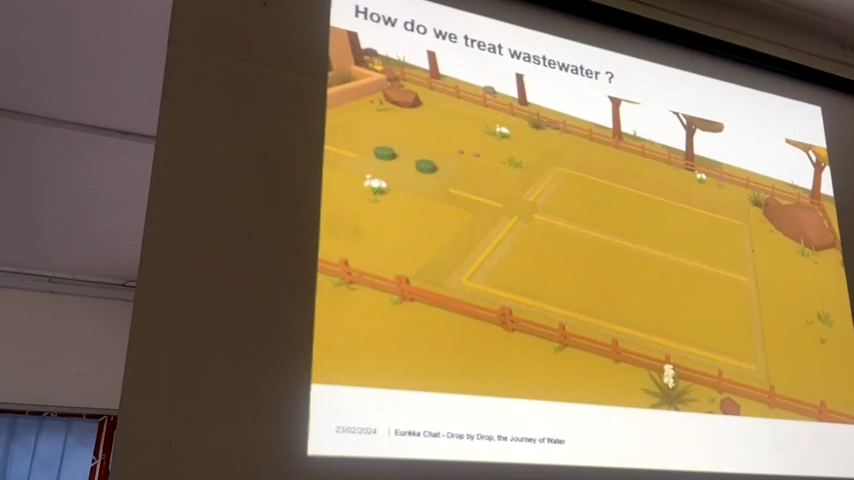 How do we treat wastewater ?
23/02/2024 | Eurêka Chat - Drop by Drop, the Journey of Water